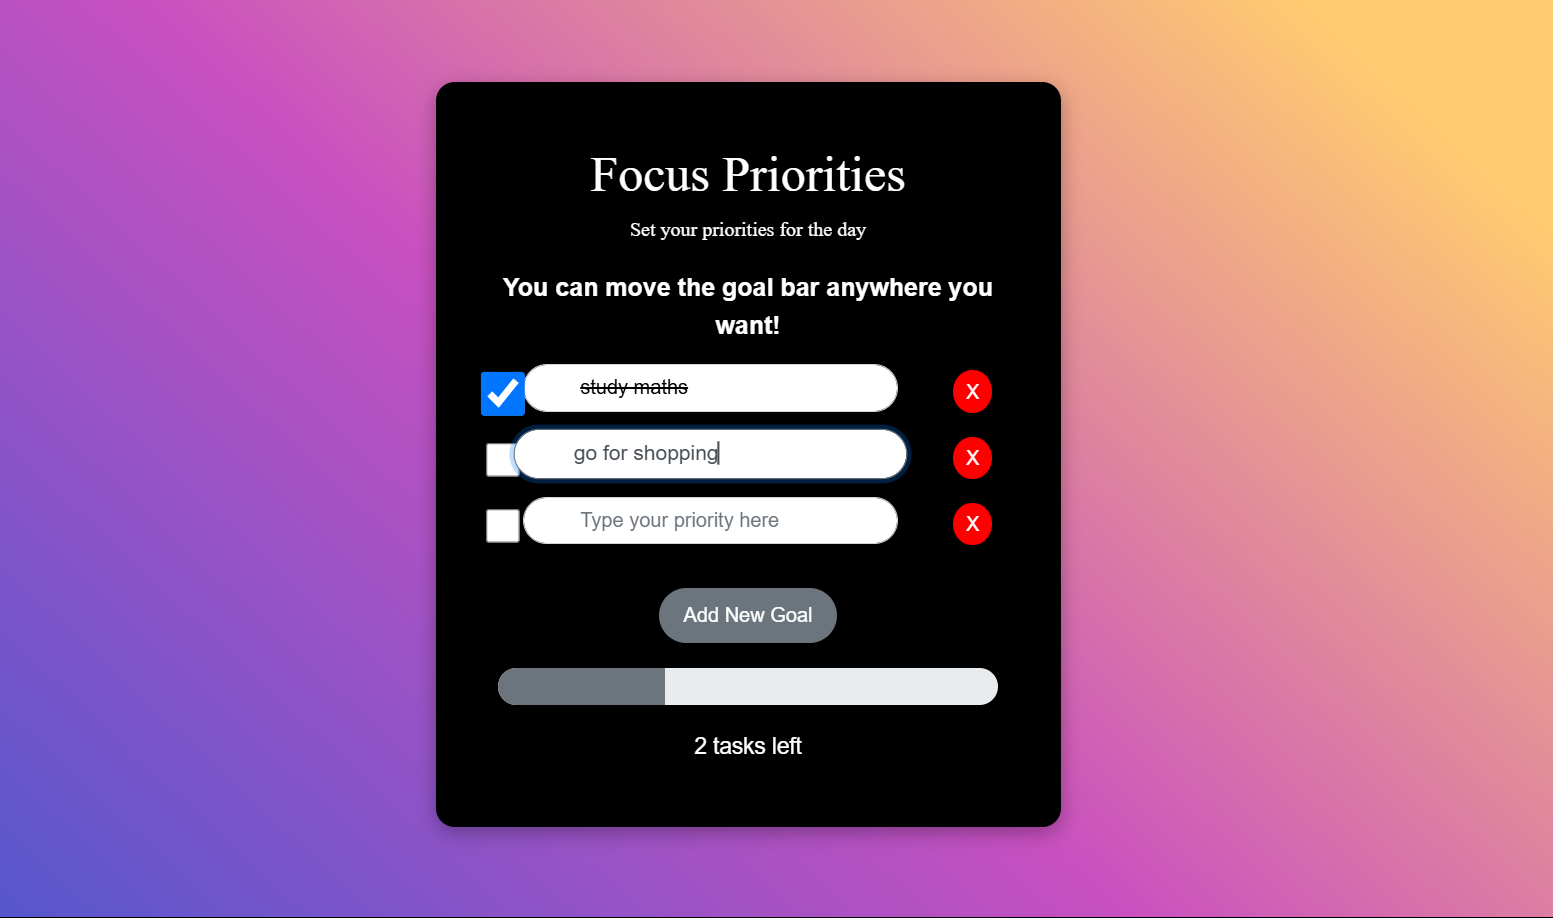 Focus Priorities
Set your priorities for the day
You can move the goal bar anywhere you
want!
study maths
X
go for shopping
X
Type your priority here
X
Add New Goal
2 tasks left